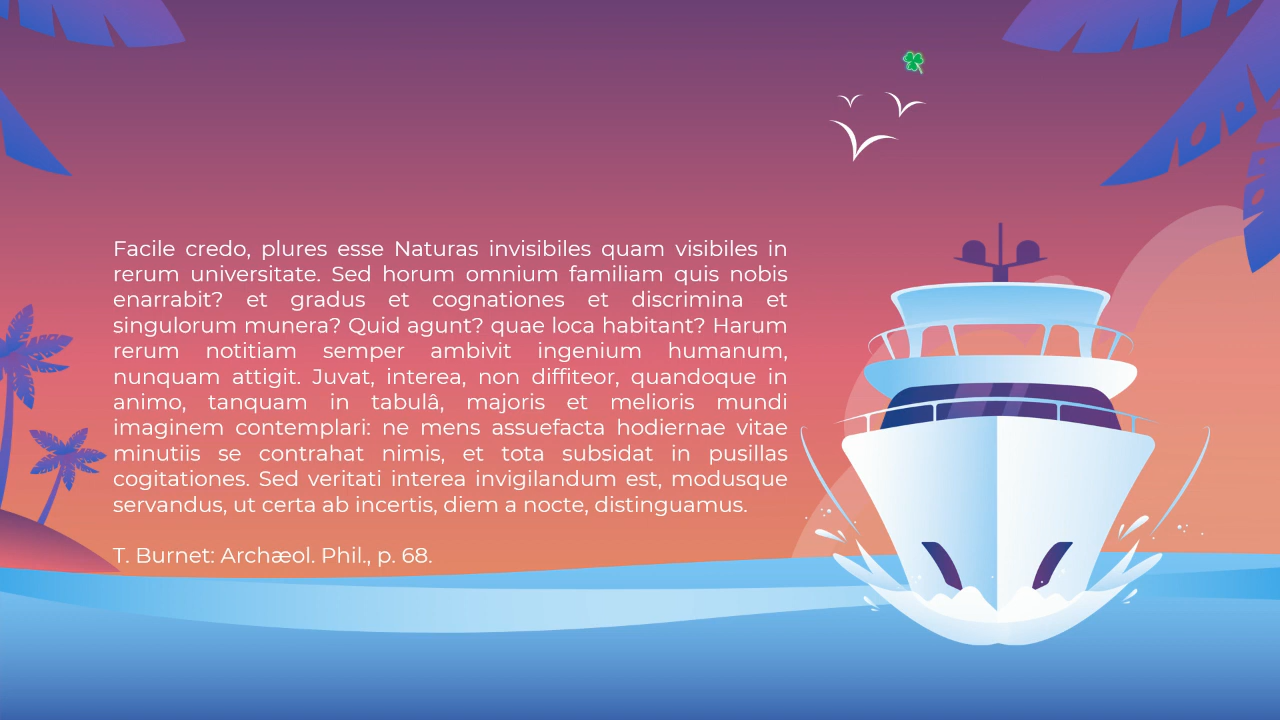 Facile credo, plures esse Naturas invisibiles quam visibiles in
rerum universitate. Sed horum omnium familiam quis nobis
enarrabit? et gradus et cognationes et discrimina et
singulorum munera? Quid agunt? quae loca habitant? Harum
rerum notitiam semper ambivit ingenium humanum,
nunquam attigit. Juvat, interea, non diffiteor, quandoque in
animo, tanquam in tabulâ, majoris et melioris mundi
imaginem contemplari: ne mens assuefacta hodiernae vitae
minutiis se contrahat nimis, et tota subsidat in pusillas
cogitationes. Sed veritati interea invigilandum est, modusque
servandus, ut certa ab incertis, diem a nocte, distinguamus.
T. Burnet: Archæol. Phil., p. 68.